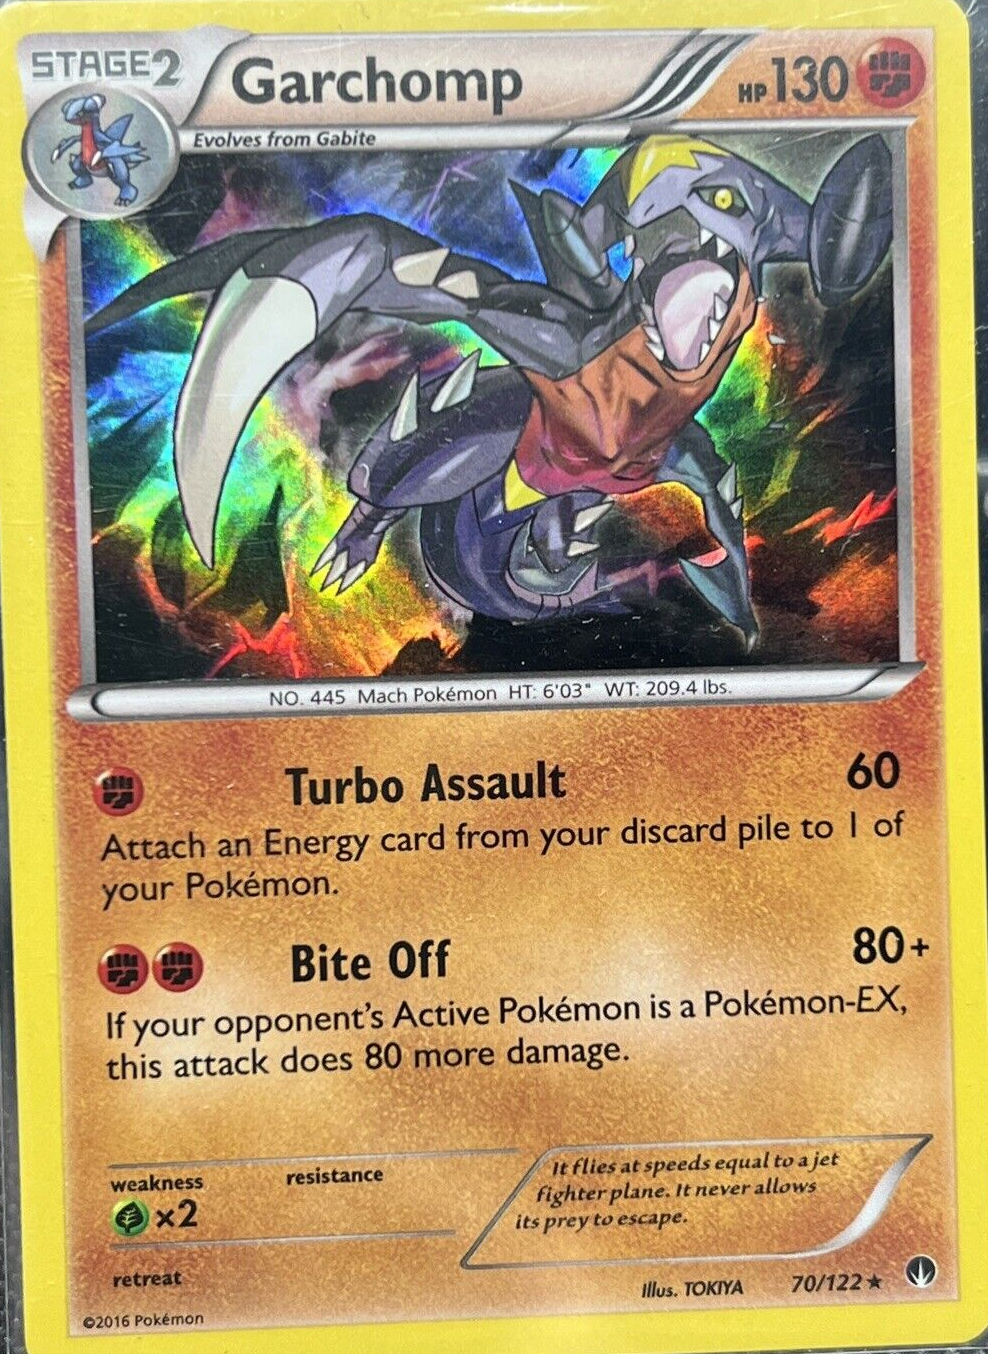 STAGE2
Garchomp
HP130
Evolves from Gabite
NO. 445 Mach Pokémon HT: 6'03" WT: 209.4 lbs.
Turbo Assault 60
Attach an Energy card from your discard pile to 1 of
your Pokémon.
Bite Off 80+
If your opponent's Active Pokémon is a Pokémon-EX,
this attack does 80 more damage.
weakness resistance
×2
It flies at speeds equal to a jet
fighter plane. It never allows
its prey to escape.
retreat
Illus. TOKIYA 70/122★
©2016 Pokémon